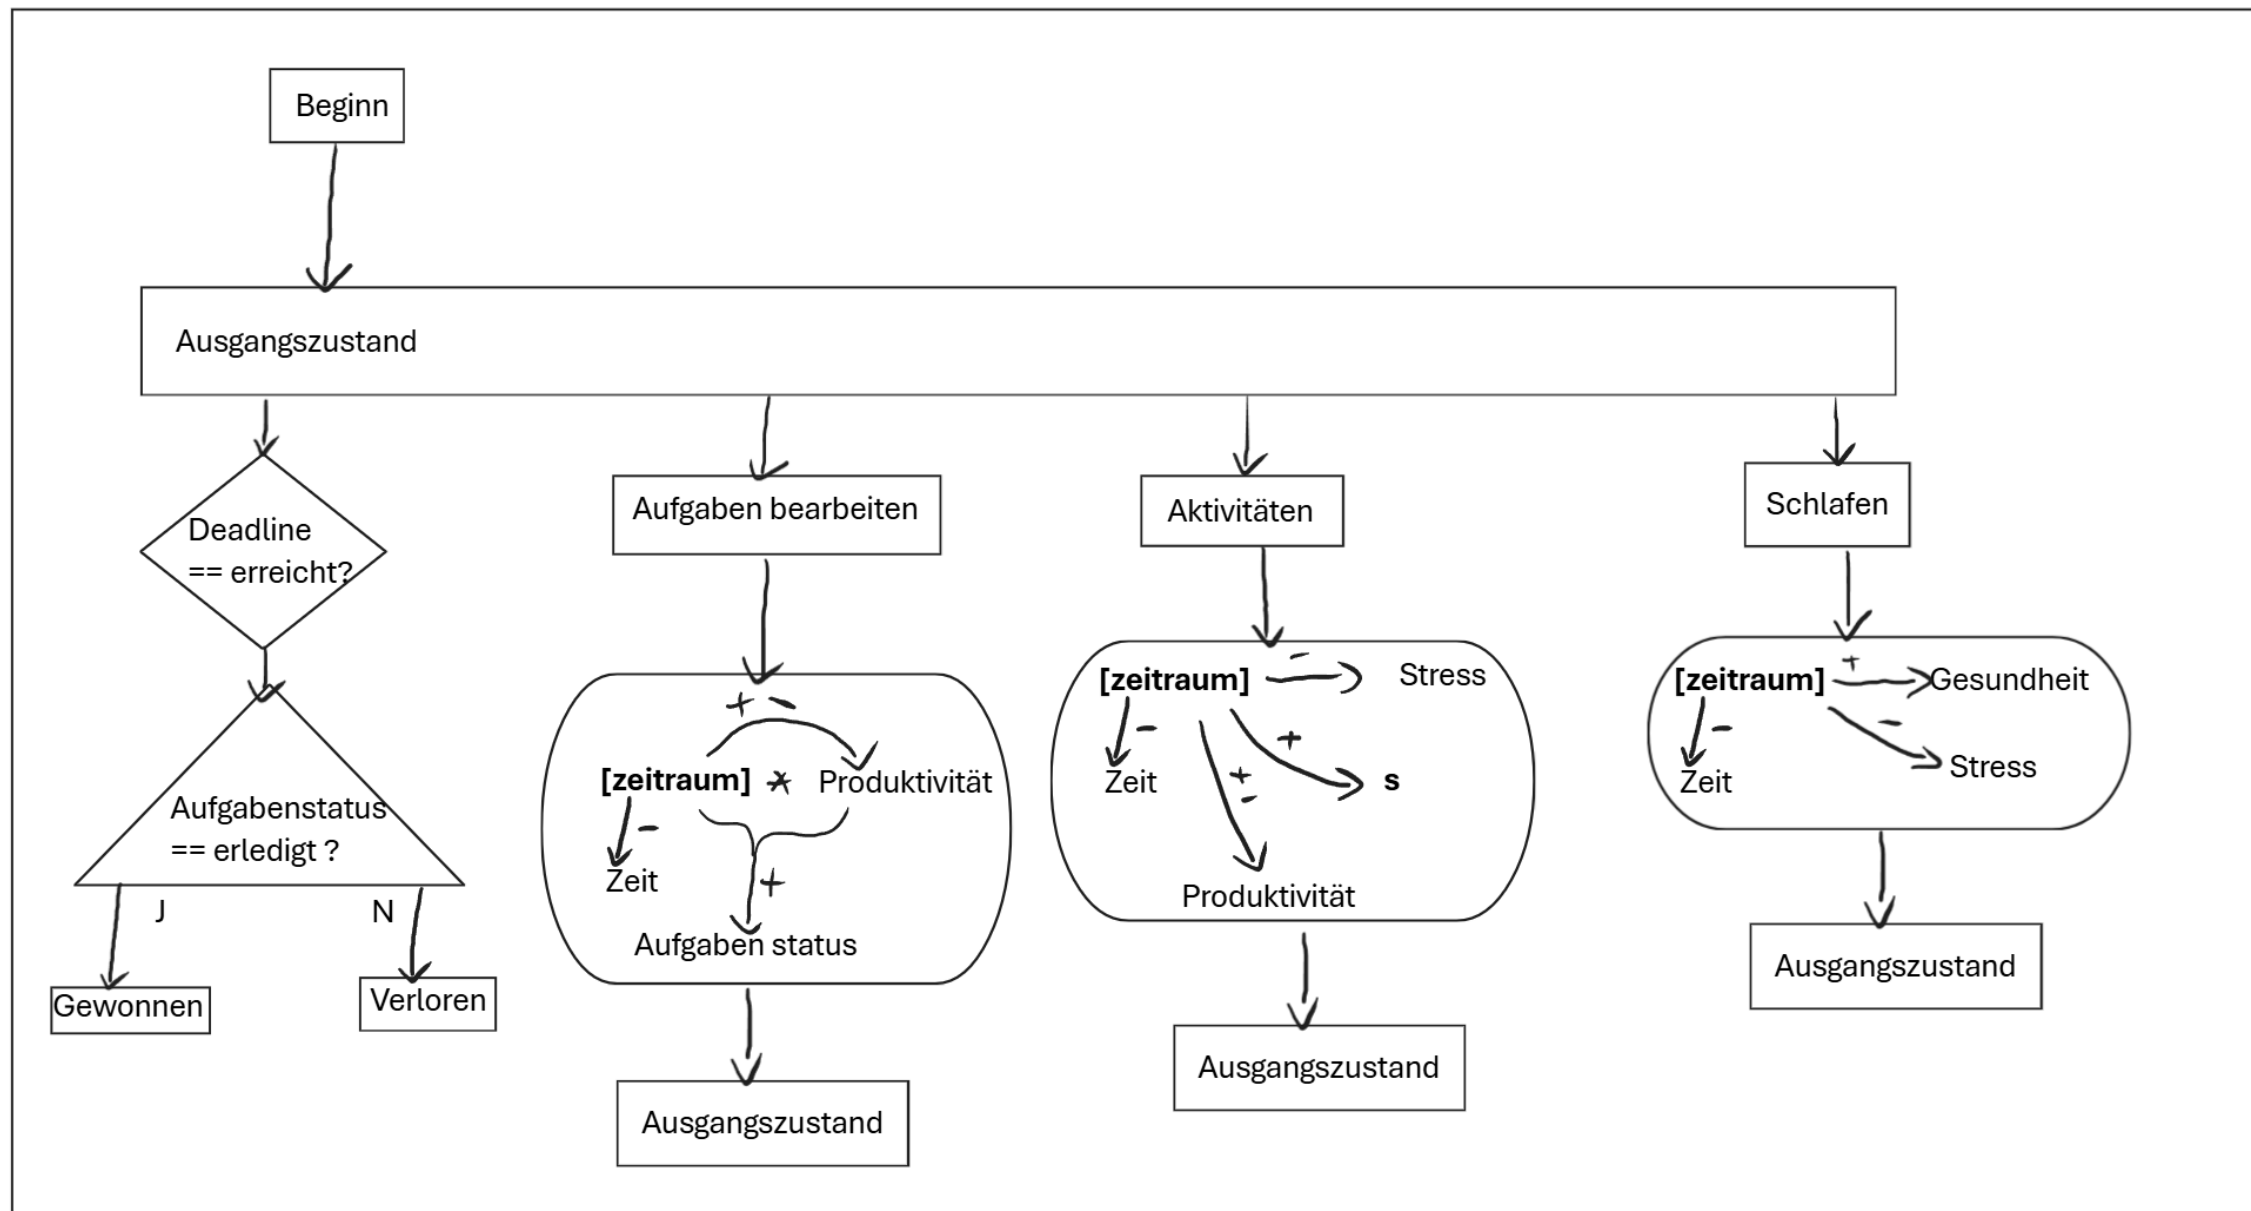 Beginn
Ausgangszustand
Deadline
== erreicht?
Aufgabenstatus
== erledigt ?
J
N
Gewonnen
Verloren
Aufgaben bearbeiten
+ -
[zeitraum] * Produktivität
-
Zeit
+
Aufgaben status
Ausgangszustand
Aktivitäten
[zeitraum] - Stress
-
Zeit
+
s
+
-
Produktivität
Ausgangszustand
Schlafen
[zeitraum] + Gesundheit
-
Zeit
-
Stress
Ausgangszustand